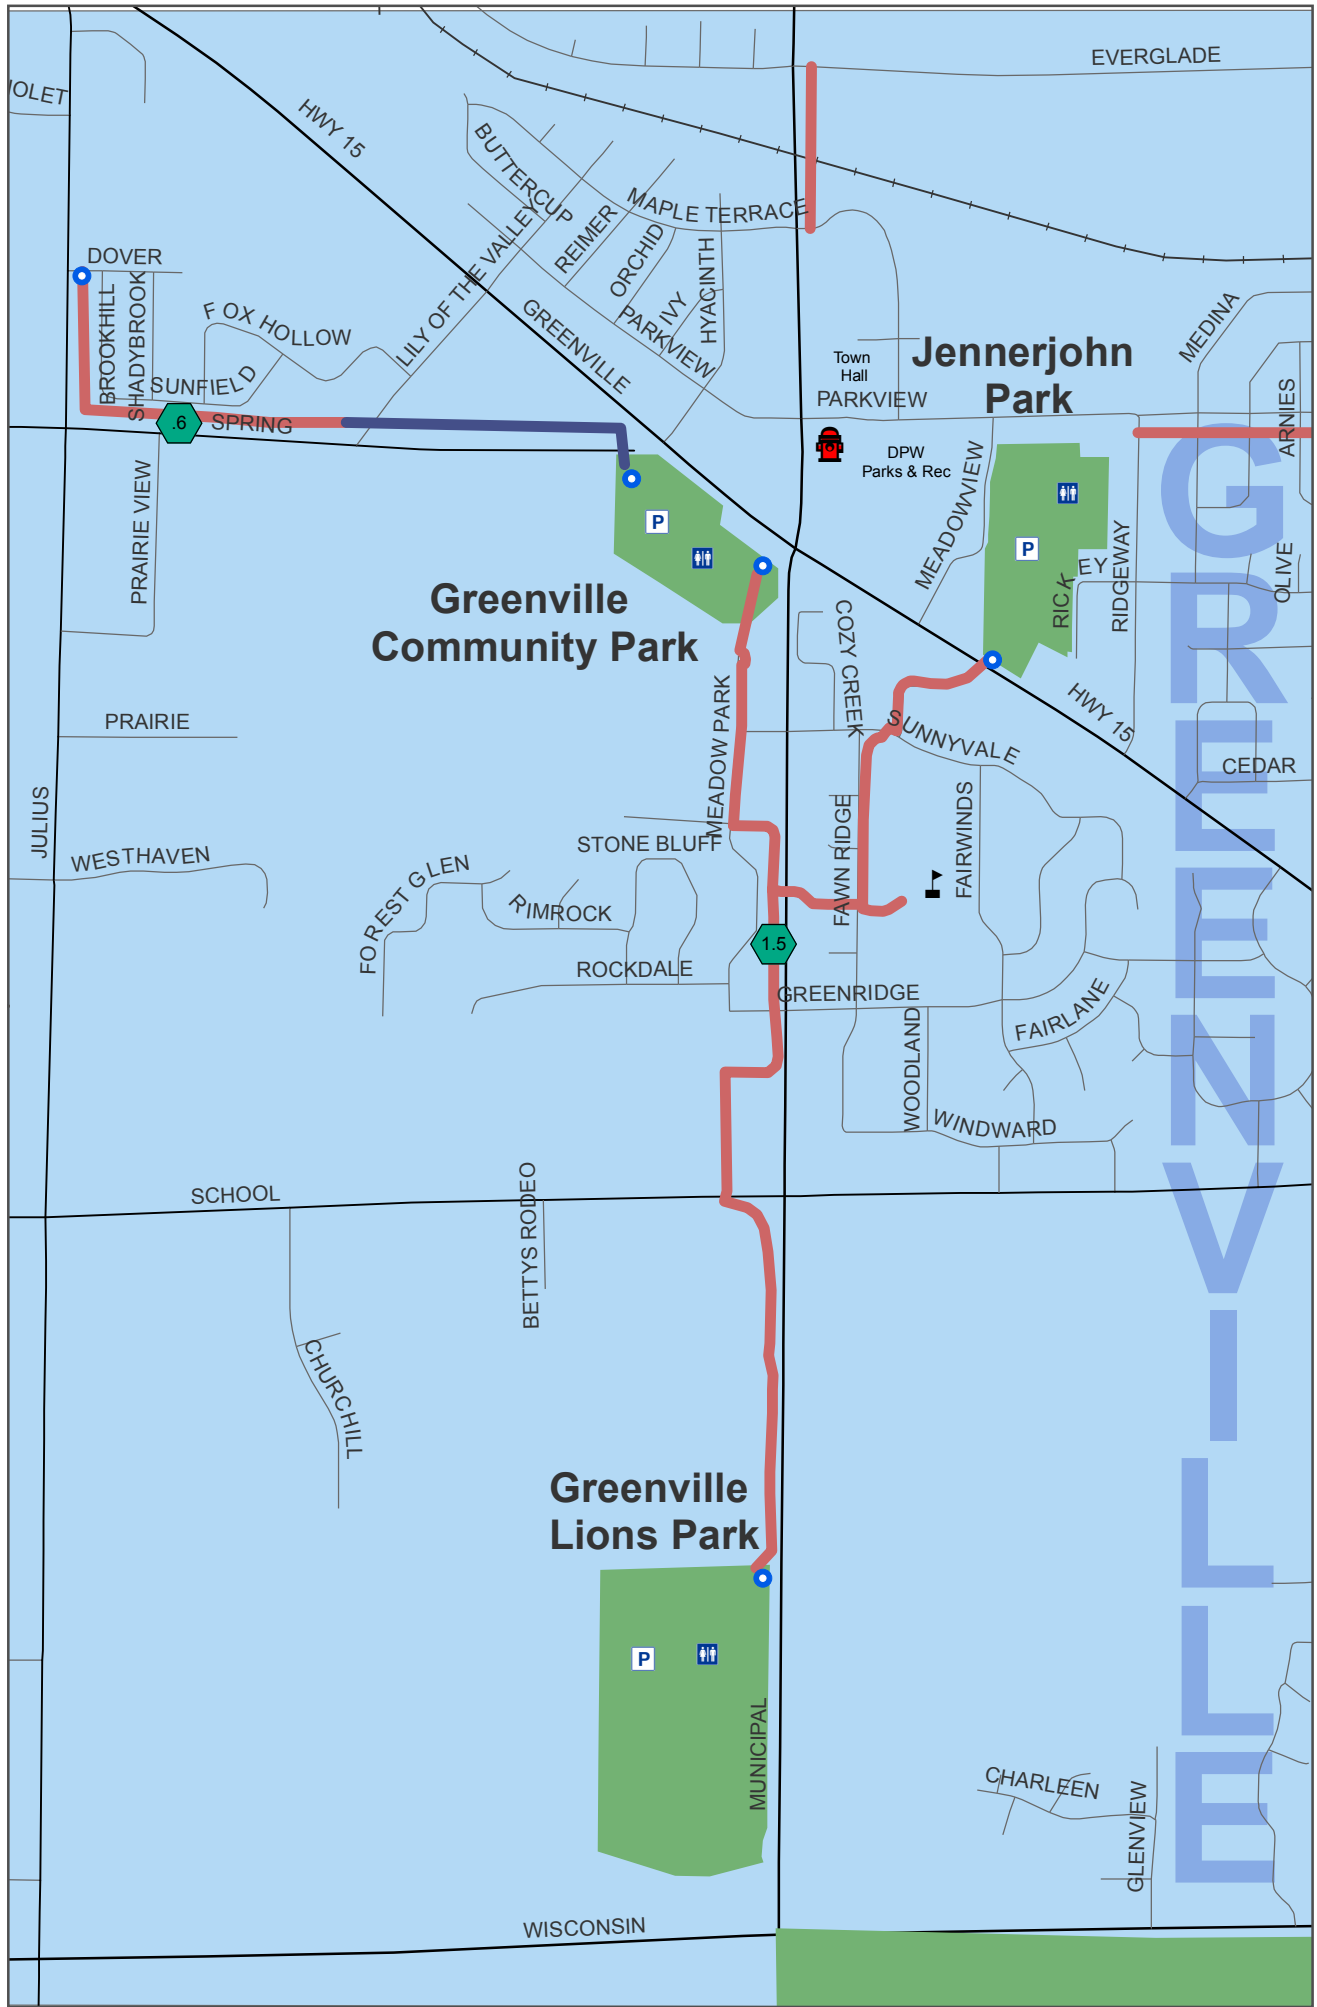 EVERGLADE
IOLET
HWY 15
BUTTERCUP
MAPLE TERRACE
REIMER
ORCHID
HYACINTH
IVY
LILY OF THE VALLEY
DOVER
BROOKHILL
SHADYBROOK
FOX HOLLOW
SUNFIELD
GREENVILLE
PARKVIEW
MEDINA
Town
Hall
Jennerjohn
Park
PARKVIEW
ARNIES
.6
SPRING
DPW
Parks & Rec
MEADOWVIEW
PRAIRIE VIEW
P
P
RICKEY
RIDGEWAY
OLIVE
Greenville
Community Park
COZY CREEK
MEADOW PARK
SUNNYVALE
HWY 15
PRAIRIE
CEDAR
JULIUS
STONE BLUFF
FAWN RIDGE
FAIRWINDS
WESTHAVEN
FOREST GLEN
RIMROCK
1.5
ROCKDALE
GREENRIDGE
FAIRLANE
WOODLAND
WINDWARD
SCHOOL
BETTYS RODEO
CHURCHILL
GREENVILLE
Greenville
Lions Park
P
MUNICIPAL
CHARLEEN
GLENVIEW
WISCONSIN